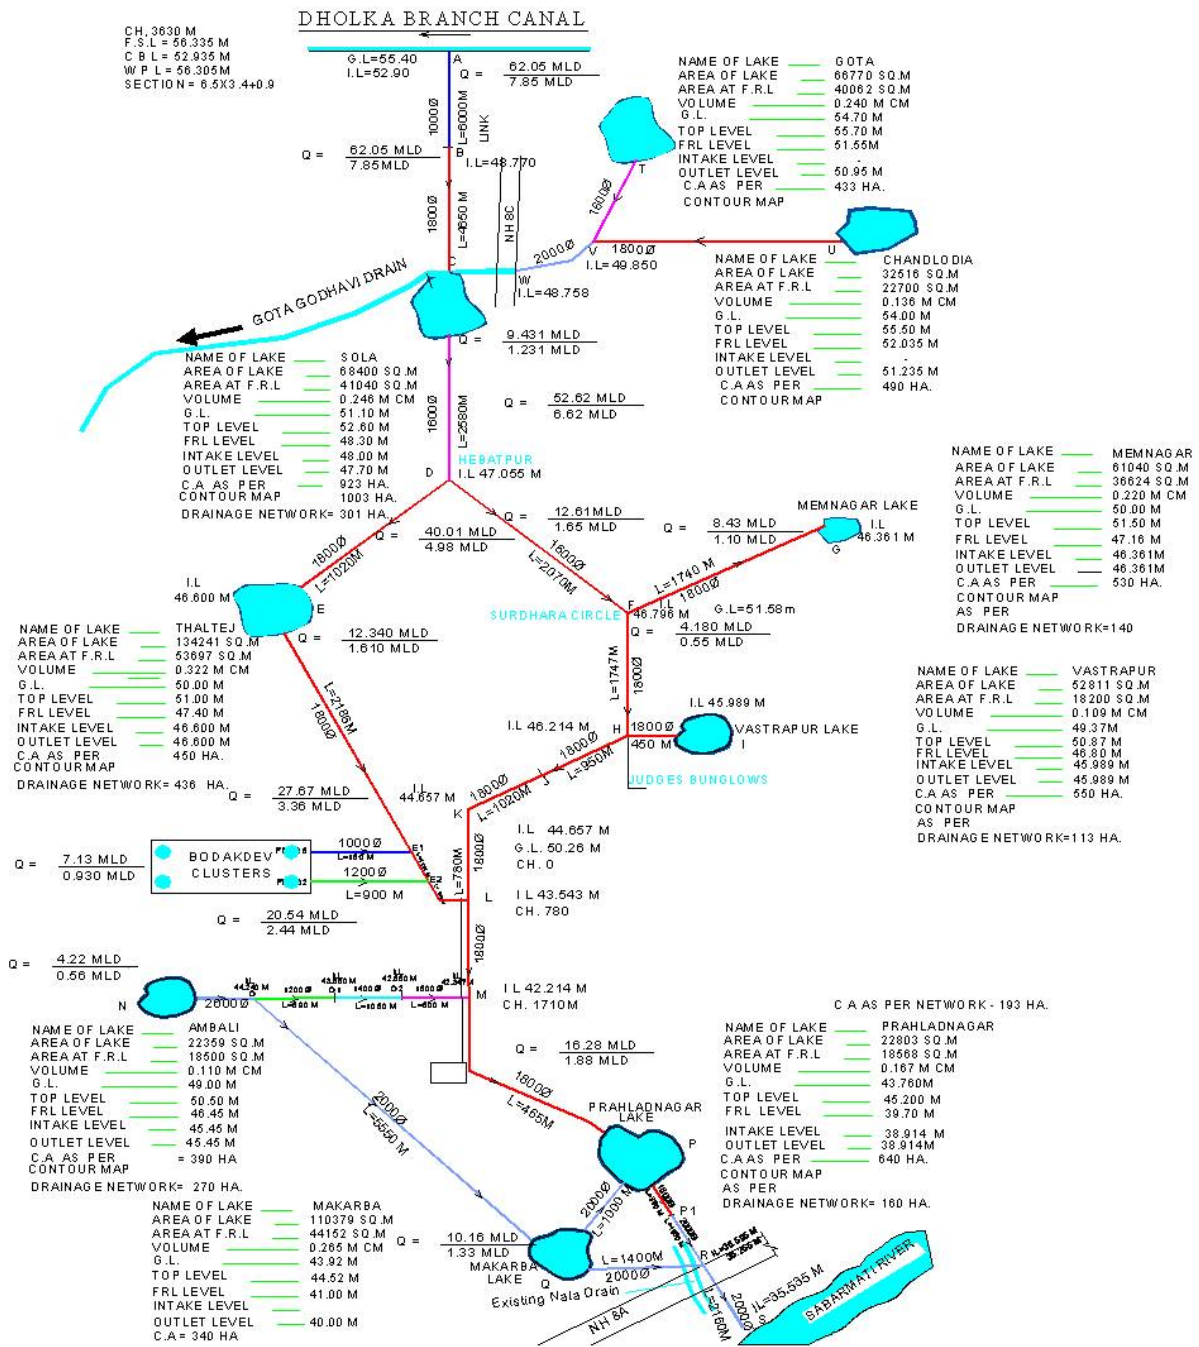 DHOLKA BRANCH CANAL
CH, 3630 M
F.S.L = 56.335 M
C B L = 52.935 M
W P L = 56.305M
SECTION = 6.5X3.4+0.9
G.L=55.40
I.L=52.90
A
Q = 62.05 MLD
7.85 MLD
1000Ø
L=6000M
LINK
Q = 62.05 MLD
7.85MLD
B
I.L=48.770
1800Ø
L=4650 M
NH8C
C
W
I.L=48.758
2000Ø
V
I.L=49.850
1800Ø
T
1800Ø
U
NAME OF LAKE GOTA
AREA OF LAKE 66770 SQ.M
AREA AT F.R.L 40062 SQ.M
VOLUME 0.240 M CM
G.L. 54.70 M
TOP LEVEL 55.70 M
FRL LEVEL 51.55M
INTAKE LEVEL -
OUTLET LEVEL 50.95 M
C.A AS PER 433 HA.
CONTOUR MAP
NAME OF LAKE CHANDLODIA
AREA OF LAKE 32516 SQ.M
AREA AT F.R.L 22700 SQ.M
VOLUME 0.136 M CM
G.L. 54.00 M
TOP LEVEL 55.50 M
FRL LEVEL 52.035 M
INTAKE LEVEL -
OUTLET LEVEL 51.235 M
C.A AS PER 490 HA.
CONTOUR MAP
GOTA GODHAVI DRAIN
Q = 9.431 MLD
1.231 MLD
NAME OF LAKE SOLA
AREA OF LAKE 68400 SQ.M
AREA AT F.R.L 41040 SQ.M
VOLUME 0.246 M CM
G.L. 51.10 M
TOP LEVEL 52.60 M
FRL LEVEL 48.30 M
INTAKE LEVEL 48.00 M
OUTLET LEVEL 47.70 M
C.A AS PER 923 HA.
CONTOUR MAP 1003 HA.
DRAINAGE NETWORK= 301 HA.
1600Ø
L=2580M
Q = 52.62 MLD
6.62 MLD
HEBATPUR
D
I.L 47.055 M
Q = 12.61MLD
1.65 MLD
Q = 40.01 MLD
4.98 MLD
Q = 8.43 MLD
1.10 MLD
MEMNAGAR LAKE
I.L
46.361 M
G
NAME OF LAKE MEMNAGAR
AREA OF LAKE 61040 SQ.M
AREA AT F.R.L 36624 SQ.M
VOLUME 0.220 M CM
G.L. 50.00 M
TOP LEVEL 51.50 M
FRL LEVEL 47.16 M
INTAKE LEVEL 46.361M
OUTLET LEVEL 46.361M
C.A AS PER 530 HA.
CONTOUR MAP
AS PER
DRAINAGE NETWORK=140
1800Ø
L=1020M
1600Ø
L=2070M
L=1740 M
1800Ø
I.L
46.600 M
E
SURDHARA CIRCLE
F
I.L
46.796 M
G.L=51.58m
Q = 4.180 MLD
0.55 MLD
Q = 12.340 MLD
1.610 MLD
NAME OF LAKE THALTEJ
AREA OF LAKE 134241 SQ.M
AREA AT F.R.L 53697 SQ.M
VOLUME 0.322 M CM
G.L. 50.00 M
TOP LEVEL 51.00 M
FRL LEVEL 47.40 M
INTAKE LEVEL 46.600 M
OUTLET LEVEL 46.600 M
C.A AS PER 450 HA.
CONTOUR MAP
DRAINAGE NETWORK= 436 HA.
L=2186M
1800Ø
L=1747M
1800Ø
I.L 45.989 M
I.L 46.214 M
H
1800Ø
450 M
VASTRAPUR LAKE
I
JUDGES BUNGLOWS
NAME OF LAKE VASTRAPUR
AREA OF LAKE 52811 SQ.M
AREA AT F.R.L 18200 SQ.M
VOLUME 0.109 M CM
G.L. 49.37M
TOP LEVEL 50.87 M
FRL LEVEL 46.80 M
INTAKE LEVEL 45.989 M
OUTLET LEVEL 45.989 M
C.A AS PER 550 HA.
CONTOUR MAP
AS PER
DRAINAGE NETWORK=113 HA.
1800Ø
L=950M
J
1800Ø
L=1020M
Q = 27.67 MLD
3.36 MLD
I.L
44.657 M
K
I.L 44.657 M
G.L. 50.26 M
CH. 0
1800Ø
L=780M
Q = 7.13 MLD
0.930 MLD
BODAKDEV
CLUSTERS
1000Ø
E1
1200Ø
E2
L=900 M
L
I L 43.543 M
CH. 780
Q = 20.54 MLD
2.44 MLD
1800Ø
Q = 4.22 MLD
0.56 MLD
N
2000Ø
1200Ø
1400Ø
1600Ø
M
I L 42.214 M
CH. 1710M
C A AS PER NETWORK - 193 HA.
NAME OF LAKE AMBALI
AREA OF LAKE 22359 SQ.M
AREA AT F.R.L 18500 SQ.M
VOLUME 0.110 M CM
G.L. 49.00 M
TOP LEVEL 50.50 M
FRL LEVEL 46.45 M
INTAKE LEVEL 45.45 M
OUTLET LEVEL 45.45 M
C.A AS PER = 390 HA
CONTOUR MAP
DRAINAGE NETWORK= 270 HA.
Q = 16.28 MLD
1.88 MLD
1800Ø
L=465M
2000Ø
L=5550 M
PRAHLADNAGAR
LAKE
P
NAME OF LAKE PRAHLADNAGAR
AREA OF LAKE 22803 SQ.M
AREA AT F.R.L 18568 SQ.M
VOLUME 0.167 M CM
G.L. 43.760M
TOP LEVEL 45.200 M
FRL LEVEL 39.70 M
INTAKE LEVEL 38.914 M
OUTLET LEVEL 38.914M
C.A AS PER 640 HA.
CONTOUR MAP
AS PER
DRAINAGE NETWORK= 160 HA.
NAME OF LAKE MAKARBA
AREA OF LAKE 110379 SQ.M
AREA AT F.R.L 44152 SQ.M
VOLUME 0.265 M CM
G.L. 43.92 M
TOP LEVEL 44.52 M
FRL LEVEL 41.00 M
INTAKE LEVEL
OUTLET LEVEL 40.00 M
C.A = 340 HA
2000Ø
L=1000 M
P1
Q = 10.16 MLD
1.33 MLD
MAKARBA
LAKE
Q
L=1400M
2000Ø
R
Existing Nala Drain
NH 8A
L=2160M
2000Ø
S
IL=35.535 M
SABARMATI RIVER